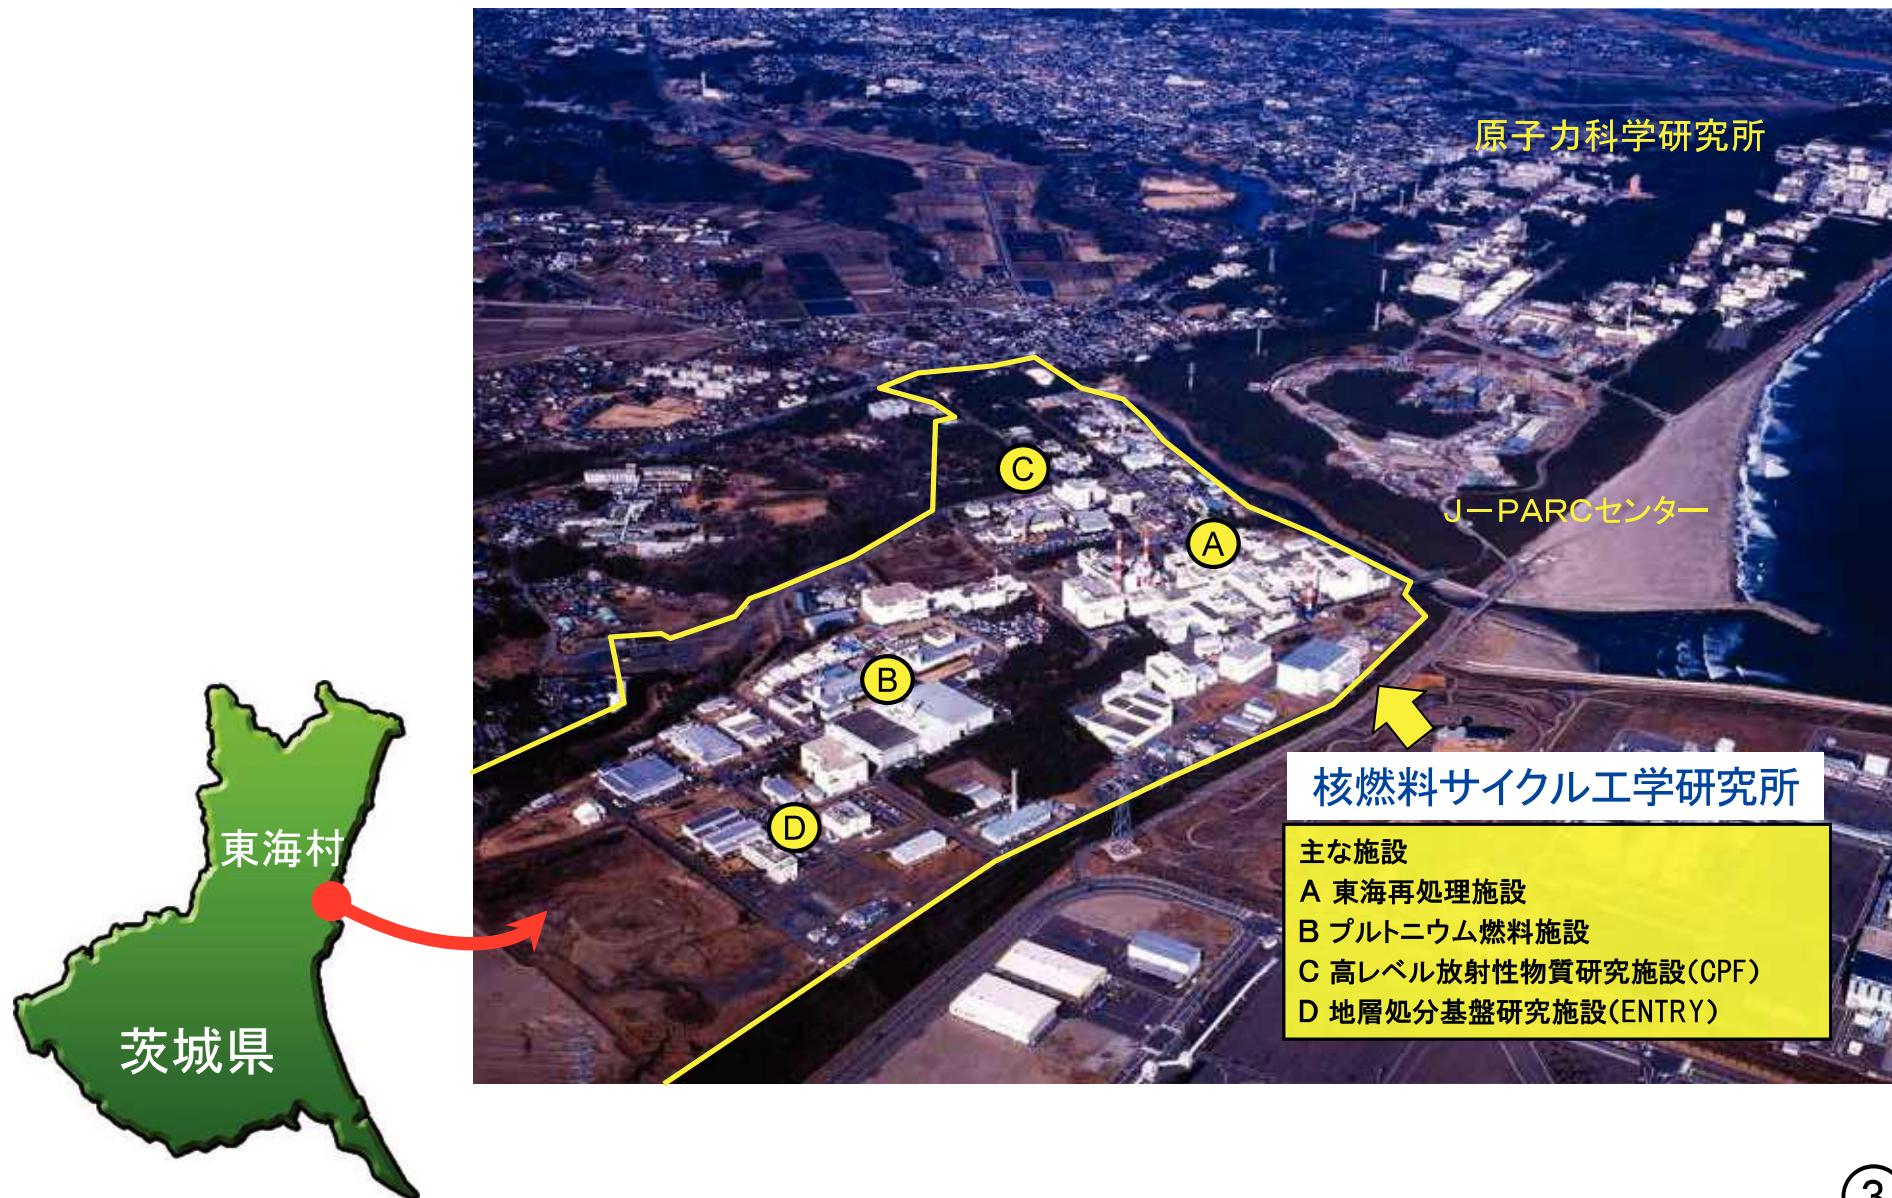 原子力科学研究所
C
J-PARCセンター
A
B
核燃料サイクル工学研究所
D
主な施設
A 東海再処理施設
B プルトニウム燃料施設
C 高レベル放射性物質研究施設(CPF)
D 地層処分基盤研究施設(ENTRY)
東海村
茨城県
3